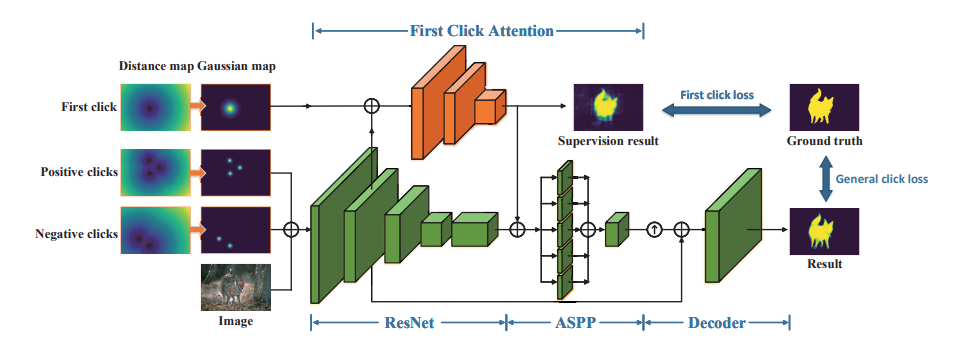 First Click Attention
Distance map Gaussian map
First click
First click loss
Supervision result
Ground truth
Positive clicks
General click loss
Negative clicks
Result
Image
ResNet
ASPP
Decoder